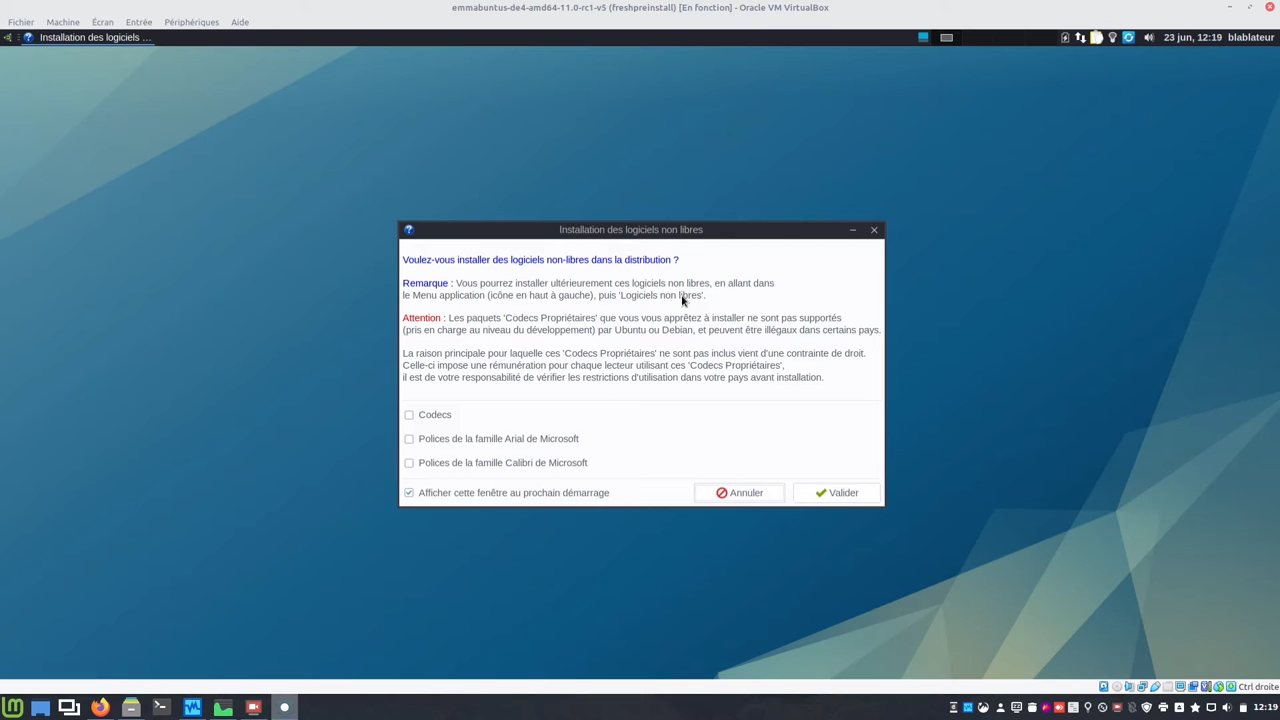 emmabuntus-de4-amd64-11.0-rc1-v5 (freshpreinstall) [En fonction] - Oracle VM VirtualBox
Fichier Machine Écran Entrée Périphériques Aide
Installation des logiciels ... 23 jun, 12:19 blablateur
Installation des logiciels non libres
Voulez-vous installer des logiciels non-libres dans la distribution ?
Remarque : Vous pourrez installer ultérieurement ces logiciels non libres, en allant dans
le Menu application (icône en haut à gauche), puis 'Logiciels non libres'.
Attention : Les paquets 'Codecs Propriétaires' que vous vous apprêtez à installer ne sont pas supportés
(pris en charge au niveau du développement) par Ubuntu ou Debian, et peuvent être illégaux dans certains pays.
La raison principale pour laquelle ces 'Codecs Propriétaires' ne sont pas inclus vient d'une contrainte de droit.
Celle-ci impose une rémunération pour chaque lecteur utilisant ces 'Codecs Propriétaires',
il est de votre responsabilité de vérifier les restrictions d'utilisation dans votre pays avant installation.
Codecs
Polices de la famille Arial de Microsoft
Polices de la famille Calibri de Microsoft
Afficher cette fenêtre au prochain démarrage Annuler Valider
Ctrl droite
12:19